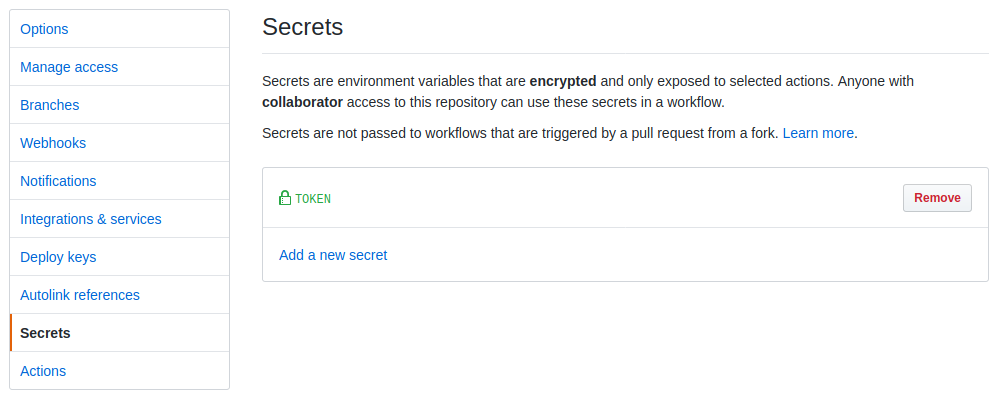 Options
Manage access
Branches
Webhooks
Notifications
Integrations & services
Deploy keys
Autolink references
Secrets
Actions
Secrets
Secrets are environment variables that are encrypted and only exposed to selected actions. Anyone with
collaborator access to this repository can use these secrets in a workflow.
Secrets are not passed to workflows that are triggered by a pull request from a fork. Learn more.
TOKEN
Remove
Add a new secret